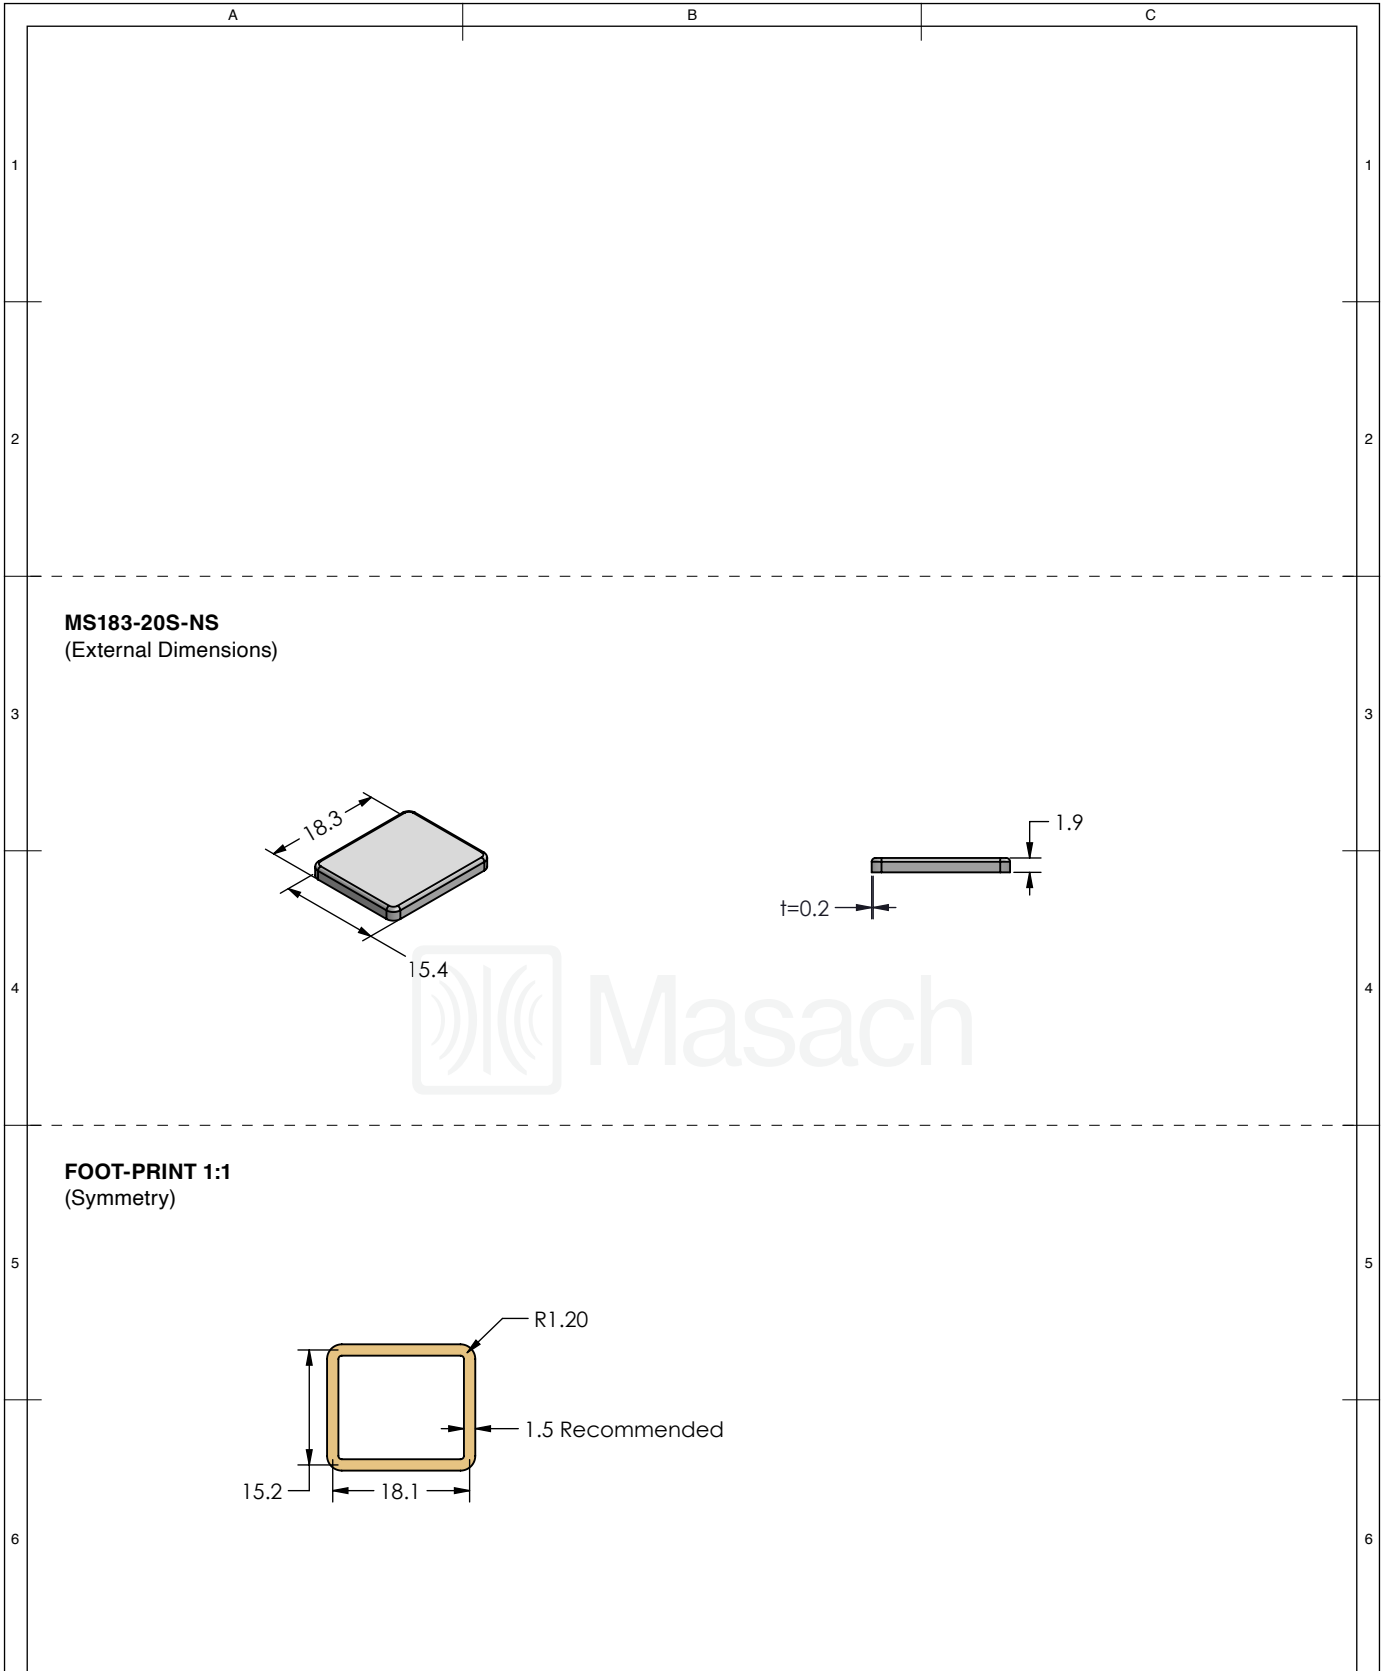 A B C
1 1
2 2
MS183-20S-NS
(External Dimensions)
3 3
18.3
1.9
t=0.2
15.4
Masach
4 4
FOOT-PRINT 1:1
(Symmetry)
5 5
R1.20
1.5 Recommended
15.2
18.1
6 6